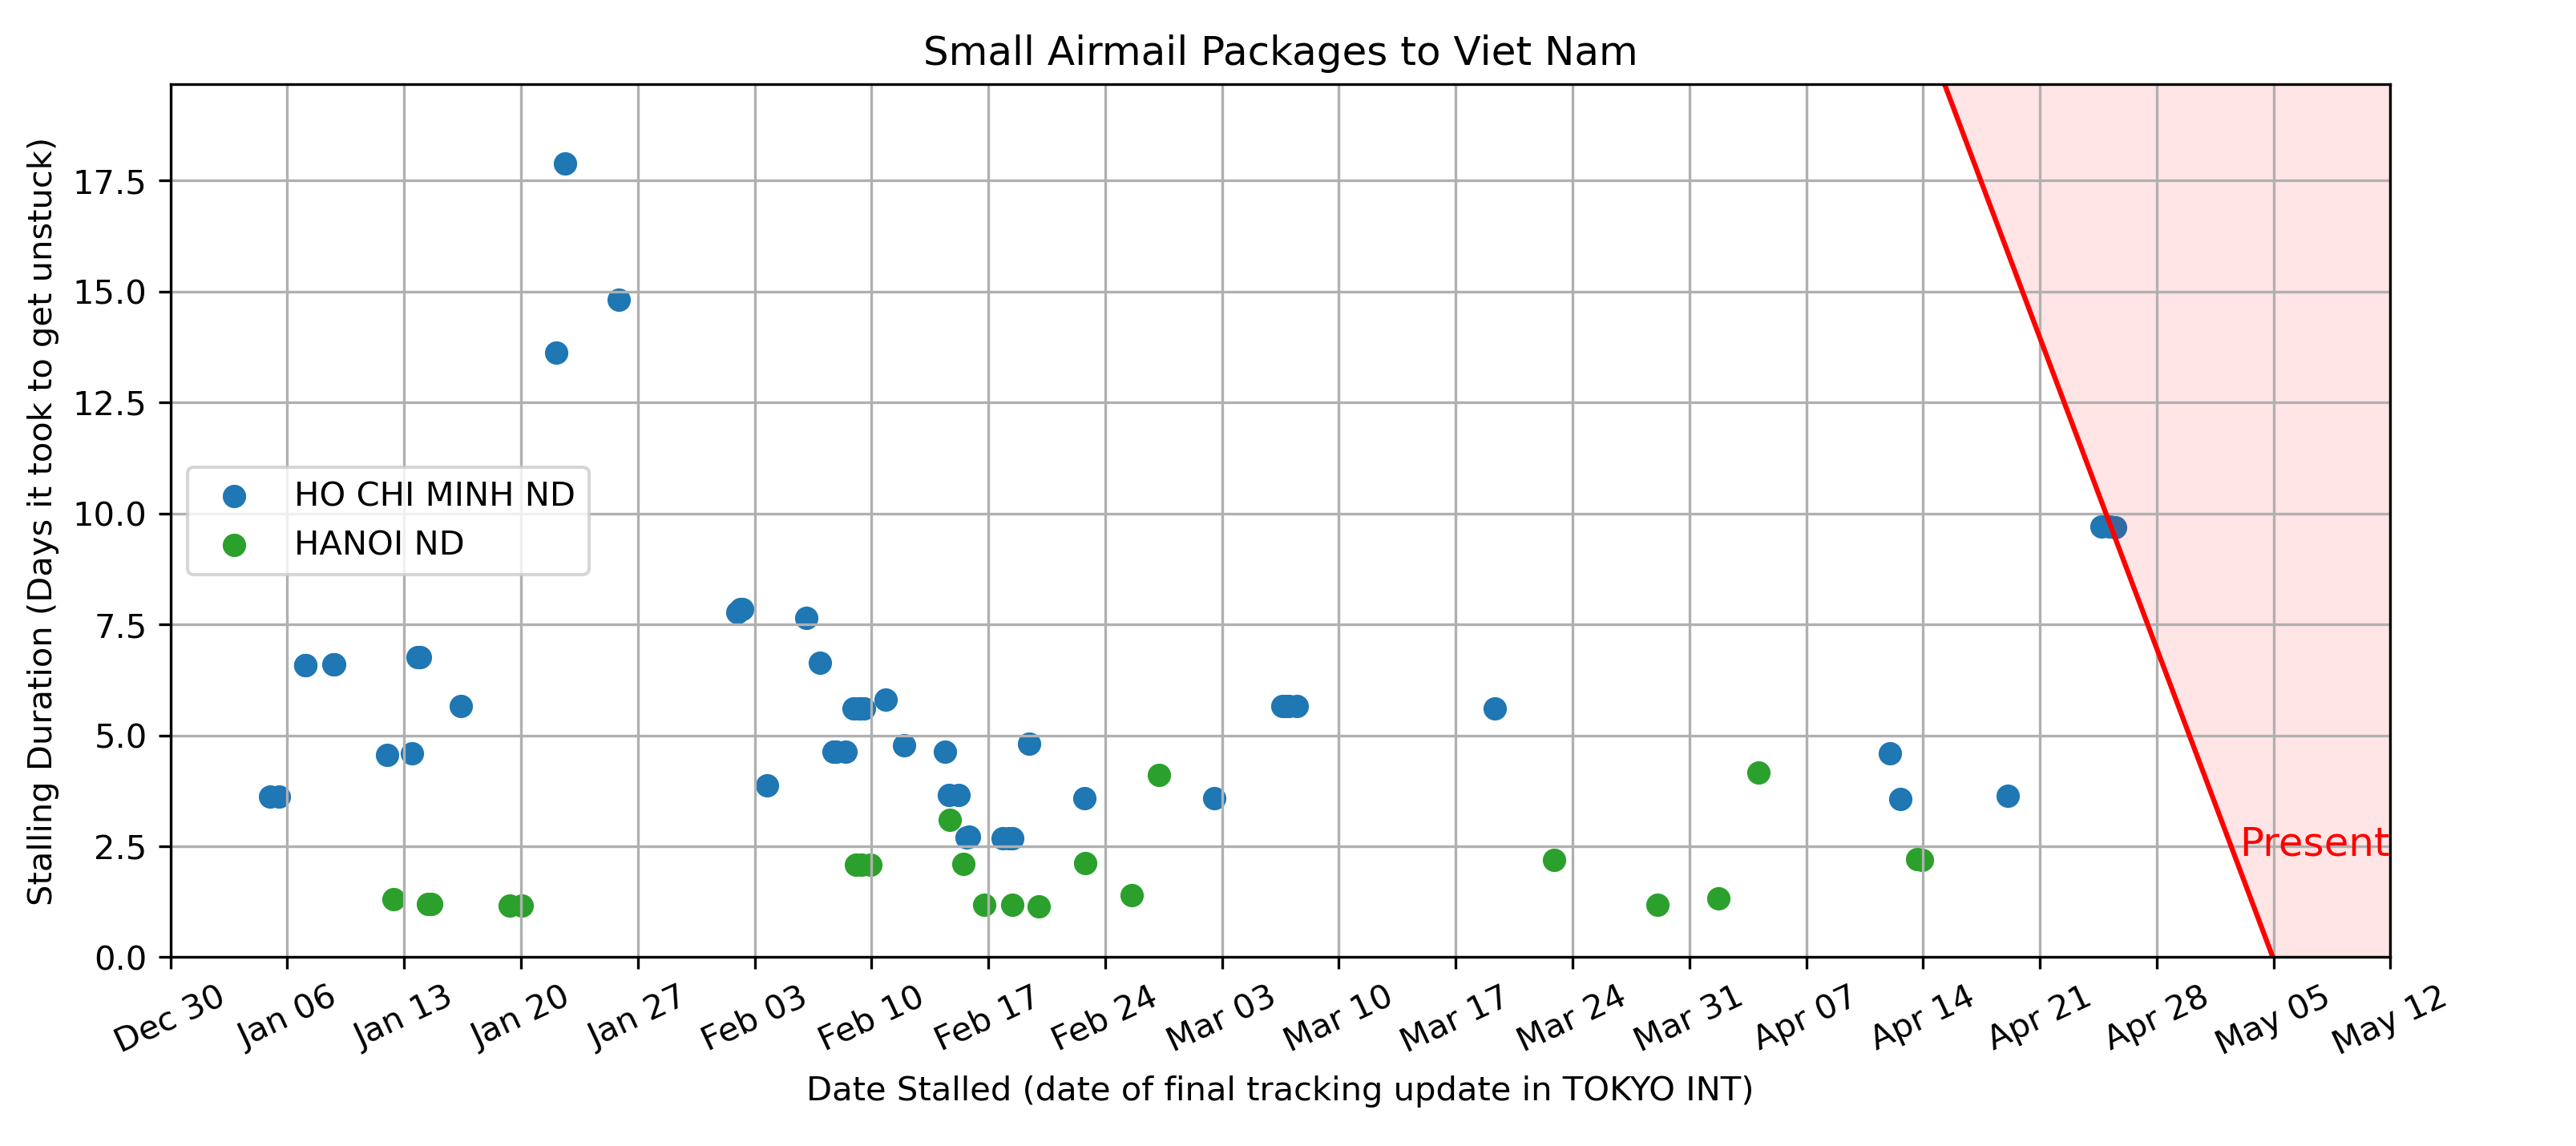 Small Airmail Packages to Viet Nam
Stalling Duration (Days it took to get unstuck)
17.5
15.0
12.5
10.0
7.5
5.0
2.5
0.0
HO CHI MINH ND
HANOI ND
Present
Dec 30
Jan 06
Jan 13
Jan 20
Jan 27
Feb 03
Feb 10
Feb 17
Feb 24
Mar 03
Mar 10
Mar 17
Mar 24
Mar 31
Apr 07
Apr 14
Apr 21
Apr 28
May 05
May 12
Date Stalled (date of final tracking update in TOKYO INT)